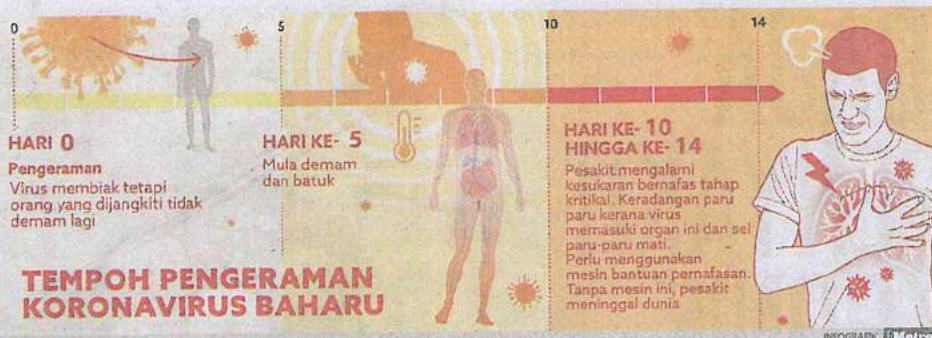 0
5
10
14
HARI 0
Pengeraman
Virus membiak tetapi
orang yang dijangkiti tidak
demam lagi
HARI KE- 5
Mula demam
dan batuk
HARI KE- 10
HINGGA KE- 14
Pesakit mengalami
kesukaran bernafas tahap
kritikal. Keradangan paru
paru kerana virus
memasuki organ ini dan sel
paru-paru mati.
Perlu menggunakan
mesin bantuan pernafasan.
Tanpa mesin ini, pesakit
meninggal dunia
TEMPOH PENGERAMAN
KORONAVIRUS BAHARU